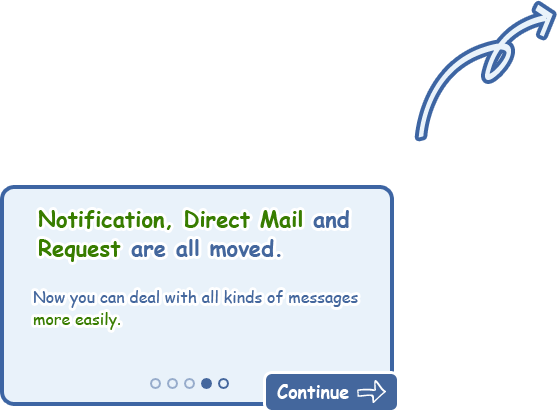 Notification, Direct Mail and
Request are all moved.
Now you can deal with all kinds of messages
more easily.
Continue